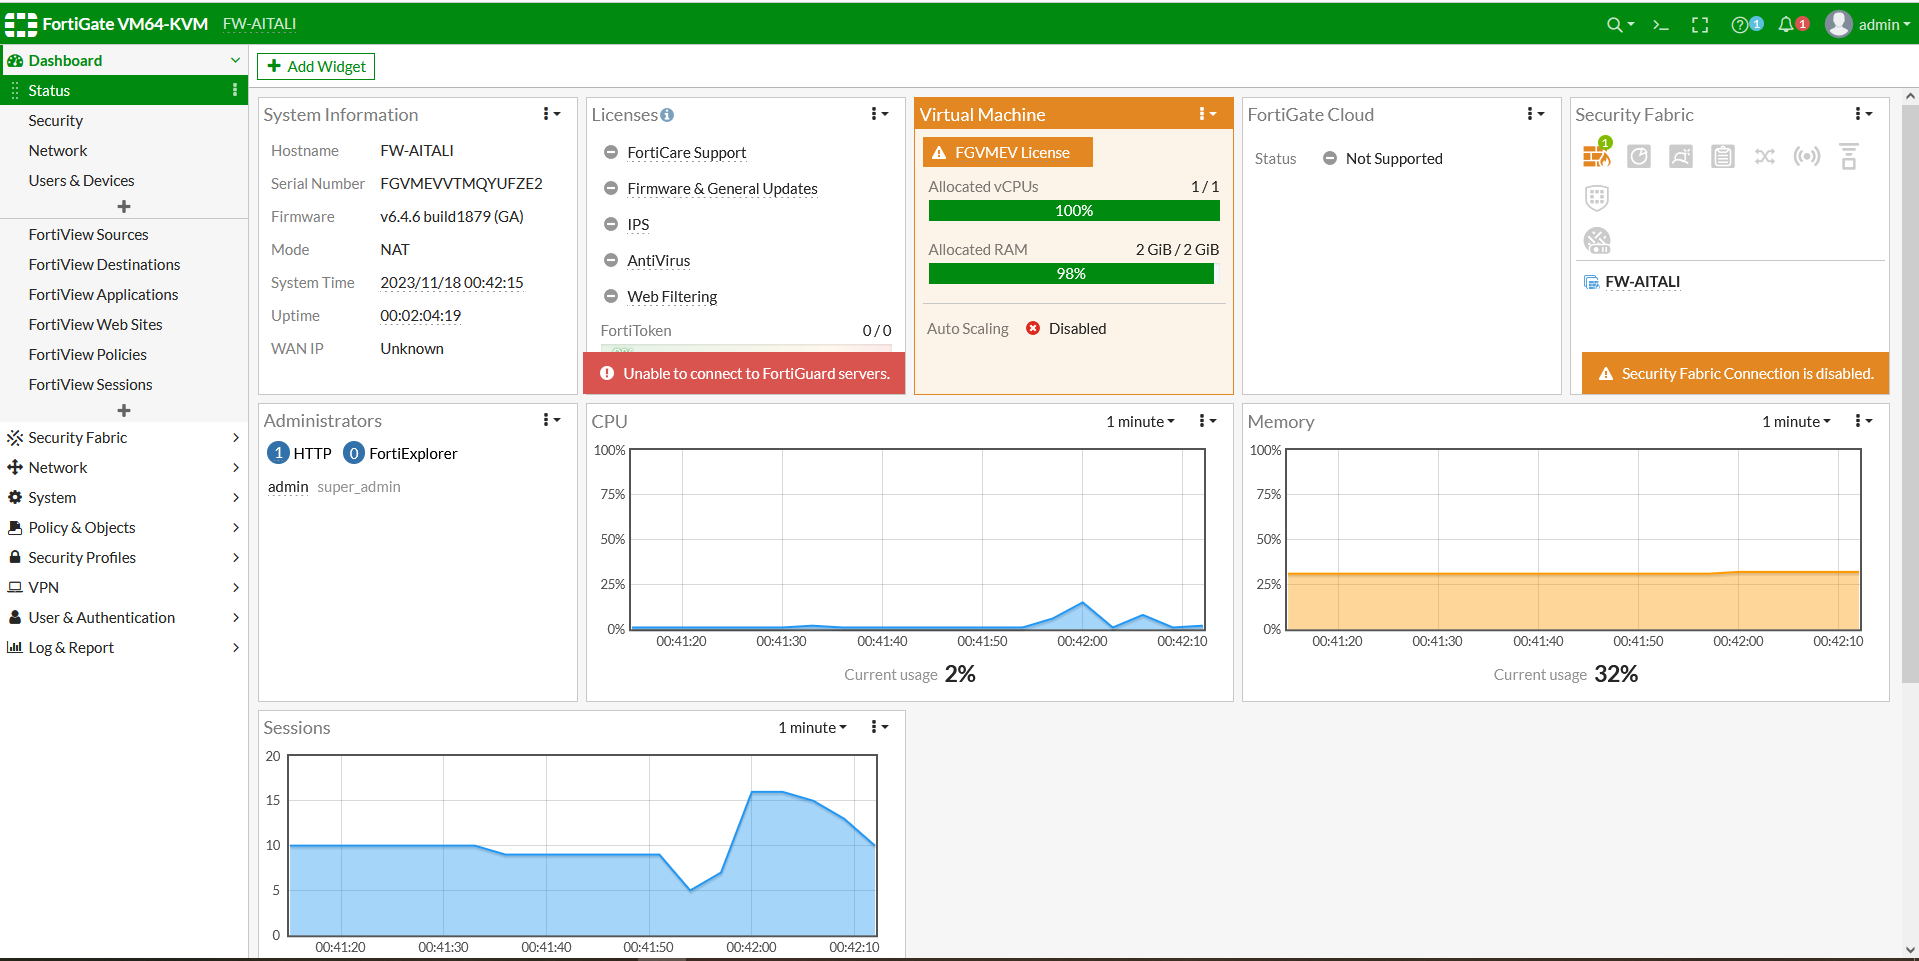 FortiGate VM64-KVM FW-AITALI
1 1 admin
Dashboard
Status
Security
Network
Users & Devices
FortiView Sources
FortiView Destinations
FortiView Applications
FortiView Web Sites
FortiView Policies
FortiView Sessions
Security Fabric
Network
System
Policy & Objects
Security Profiles
VPN
User & Authentication
Log & Report
Add Widget
System Information
Hostname FW-AITALI
Serial Number FGVMEVVTMQYUFZE2
Firmware v6.4.6 build1879 (GA)
Mode NAT
System Time 2023/11/18 00:42:15
Uptime 00:02:04:19
WAN IP Unknown
Licenses
FortiCare Support
Firmware & General Updates
IPS
AntiVirus
Web Filtering
FortiToken 0 / 0
Unable to connect to FortiGuard servers.
Virtual Machine
FGVMEV License
Allocated vCPUs 1 / 1
100%
Allocated RAM 2 GiB / 2 GiB
98%
Auto Scaling Disabled
FortiGate Cloud
Status Not Supported
Security Fabric
1
FW-AITALI
Security Fabric Connection is disabled.
Administrators
1 HTTP 0 FortiExplorer
admin super_admin
CPU 1 minute
100%
75%
50%
25%
0%
00:41:20 00:41:30 00:41:40 00:41:50 00:42:00 00:42:10
Current usage 2%
Memory 1 minute
100%
75%
50%
25%
0%
00:41:20 00:41:30 00:41:40 00:41:50 00:42:00 00:42:10
Current usage 32%
Sessions 1 minute
20
15
10
5
0
00:41:20 00:41:30 00:41:40 00:41:50 00:42:00 00:42:10